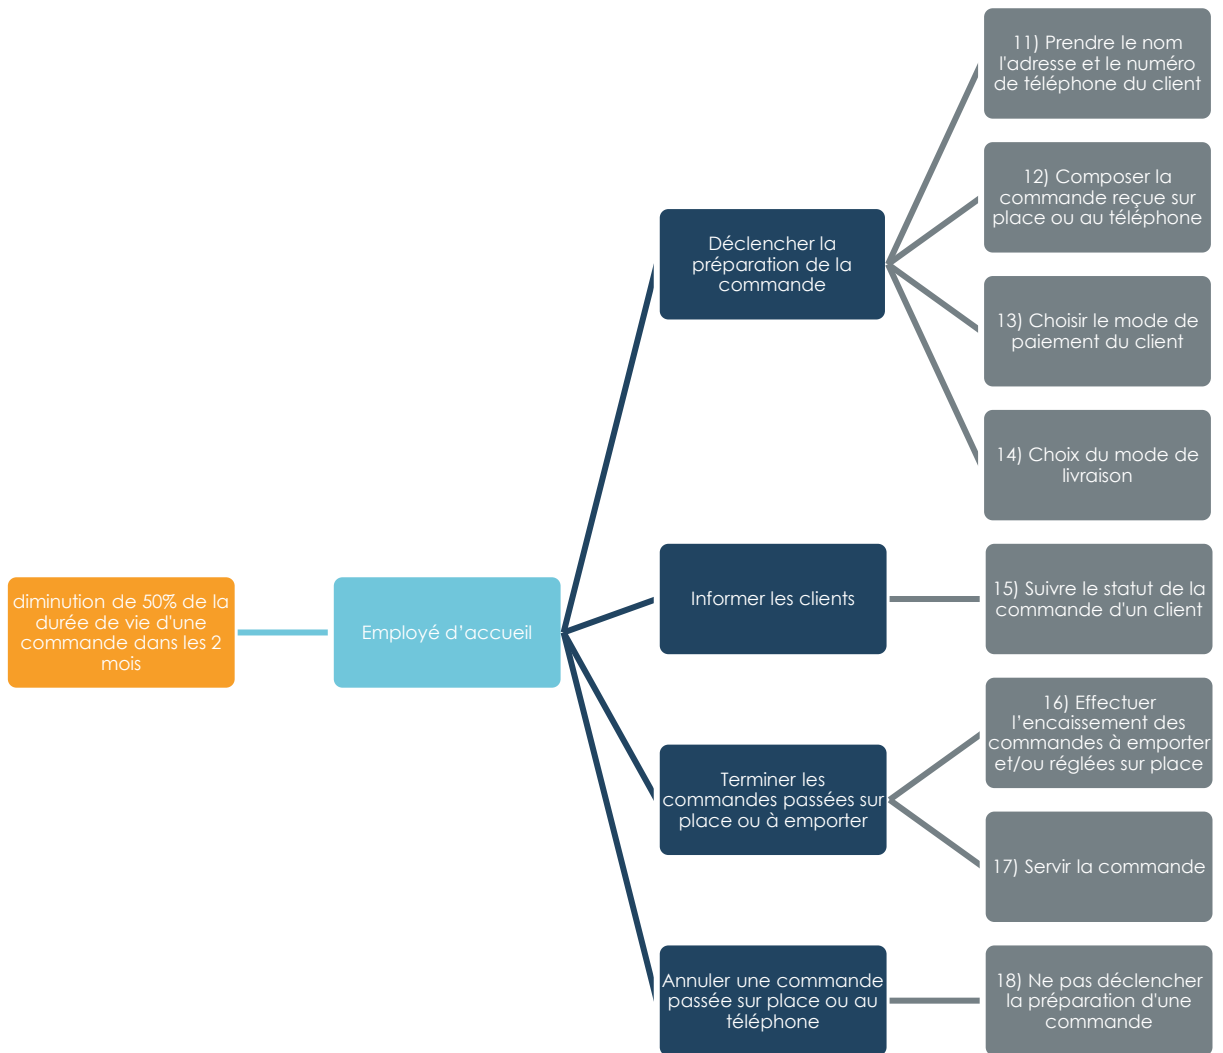 11) Prendre le nom
l'adresse et le numéro
de téléphone du client
12) Composer la
commande reçue sur
place ou au téléphone
Déclencher la
préparation de la
commande
13) Choisir le mode de
paiement du client
14) Choix du mode de
livraison
diminution de 50% de la
durée de vie d'une
commande dans les 2
mois
Employé d’accueil
Informer les clients
15) Suivre le statut de la
commande d'un client
Terminer les
commandes passées sur
place ou à emporter
16) Effectuer
l’encaissement des
commandes à emporter
et/ou réglées sur place
17) Servir la commande
Annuler une commande
passée sur place ou au
téléphone
18) Ne pas déclencher
la préparation d'une
commande